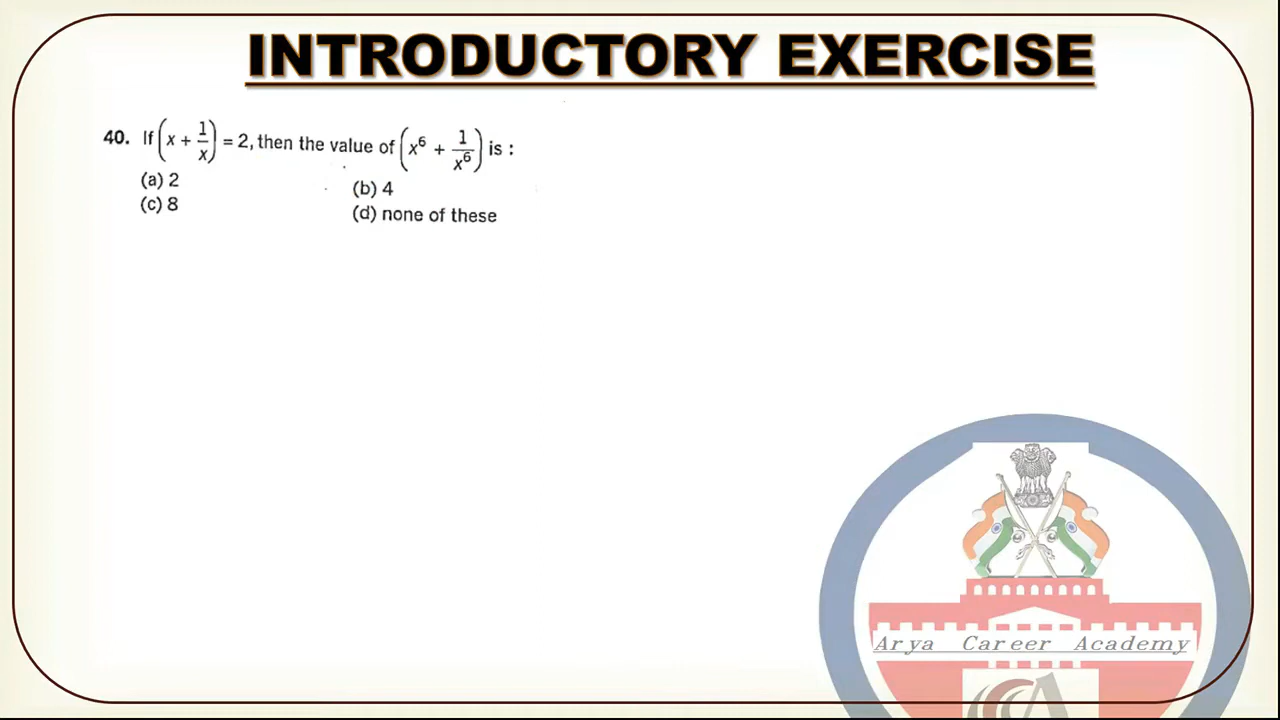 INTRODUCTORY EXERCISE
40. If (x + 1/x) = 2, then the value of (x⁶ + 1/x⁶) is :
(a) 2 (b) 4
(c) 8 (d) none of these
Arya Career Academy